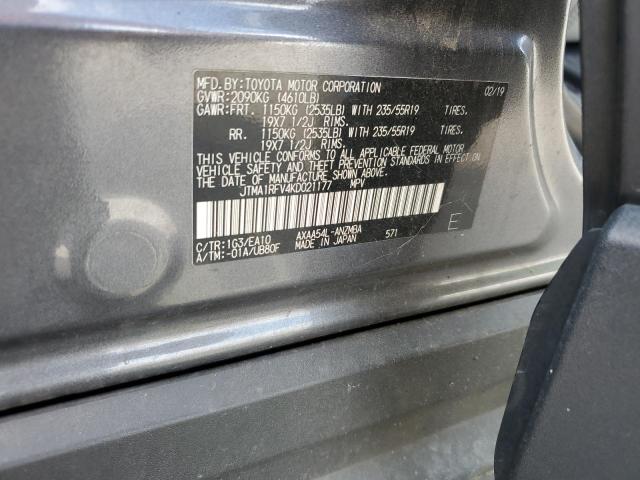 MFD.BY:TOYOTA MOTOR CORPORATION 02/19
GVWR:2090KG (4610LB)
GAWR:FRT. 1150KG (2535LB) WITH 235/55R19 TIRES.
19X7 1/2J RIMS.
RR. 1150KG (2535LB) WITH 235/55R19 TIRES.
19X7 1/2J RIMS.
THIS VEHICLE CONFORMS TO ALL APPLICABLE FEDERAL MOTOR
VEHICLE SAFETY AND THEFT PREVENTION STANDARDS IN EFFECT ON
THE DATE OF MANUFACTURE SHOWN ABOVE.
JTMA1RFV4KD021177 MPV
C/TR:1G3/EA10 AXAA54L-ANZMBA 571
A/TM:-01A/UB80F MADE IN JAPAN
E